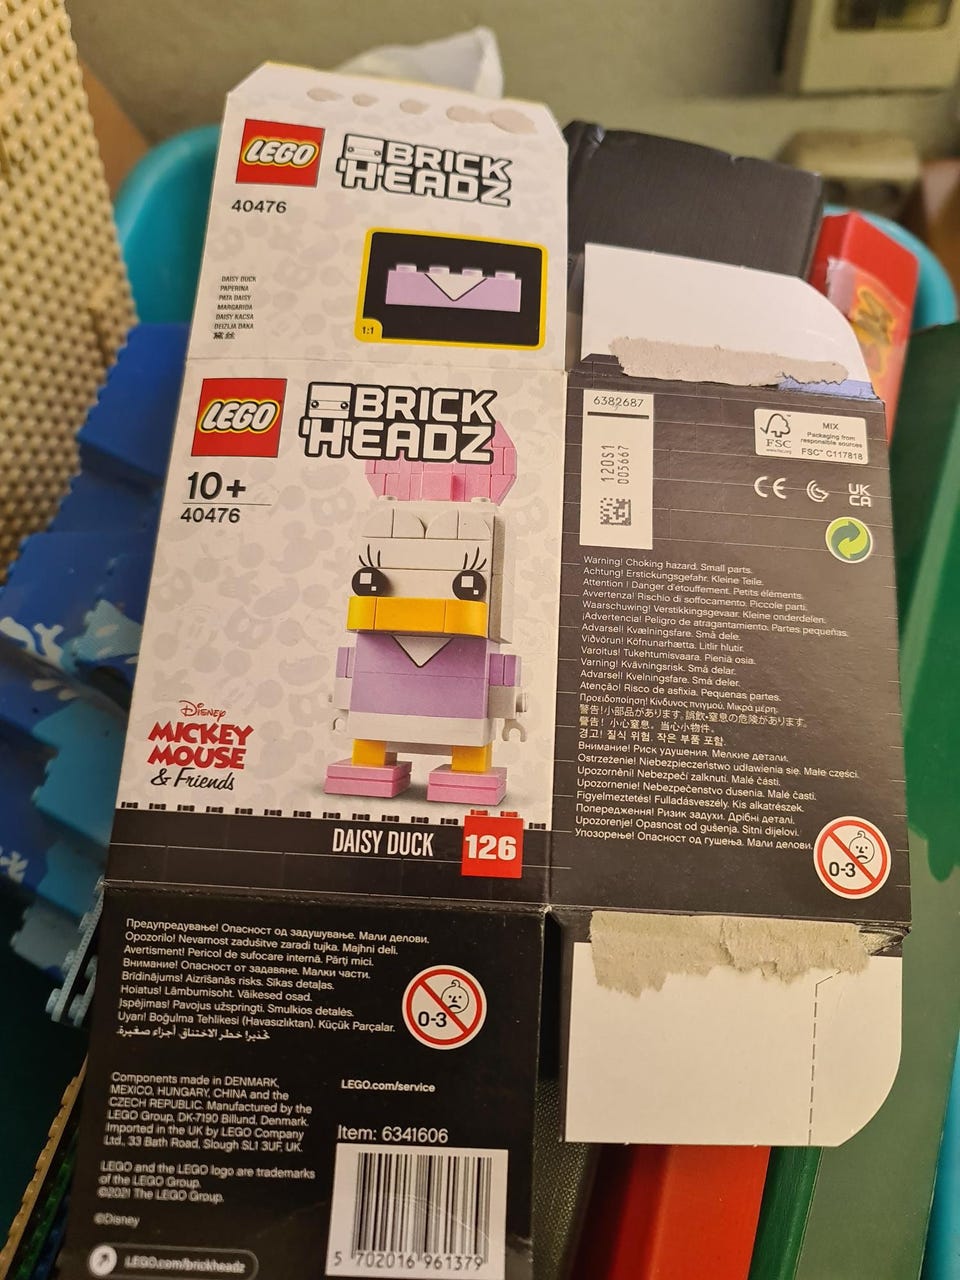 LEGO
BRICK
HEADZ
40476
DAISY DUCK
PAPERINA
PATA DAISY
MARGARIDA
DAISY KACSA
DEIZIJA DAKA
黛丝
1:1
LEGO
BRICK
HEADZ
10+
40476
Disney
MICKEY
MOUSE
& Friends
DAISY DUCK
126
6382687
120S1
005667
FSC
www.fsc.org
MIX
Packaging from
responsible sources
FSC™ C117818
CE
UK
CA
Warning! Choking hazard. Small parts.
Achtung! Erstickungsgefahr. Kleine Teile.
Attention ! Danger d'étouffement. Petits éléments.
Avvertenza! Rischio di soffocamento. Piccole parti.
Waarschuwing! Verstikkingsgevaar. Kleine onderdelen.
¡Advertencia! Peligro de atragantamiento. Partes pequeñas.
Advarsel! Kvælningsfare. Små dele.
Viðvörun! Köfnunarhætta. Litlir hlutir.
Varoitus! Tukehtumisvaara. Pieniä osia.
Varning! Kvävningsrisk. Små delar.
Advarsel! Kvelningsfare. Små deler.
Atenção! Risco de asfixia. Pequenas partes.
Προειδοποίηση! Κίνδυνος πνιγμού. Μικρά μέρη.
警告!小部品があります。誤飲・窒息の危険があります。
警告！小心窒息。当心小物件。
경고! 질식 위험. 작은 부품 포함.
Внимание! Риск удушения. Мелкие детали.
Ostrzeżenie! Niebezpieczeństwo udławienia się. Małe części.
Upozornění! Nebezpečí zalknutí. Malé části.
Upozornenie! Nebezpečenstvo dusenia. Malé časti.
Figyelmeztetés! Fulladásveszély. Kis alkatrészek.
Попередження! Ризик задухи. Дрібні деталі.
Upozorenje! Opasnost od gušenja. Sitni dijelovi.
Упозорење! Опасност од гушења. Мали делови.
0-3
Предупредување! Опасност од задушување. Мали делови.
Opozorilo! Nevarnost zadušitve zaradi tujka. Majhni deli.
Avertisment! Pericol de sufocare internă. Părţi mici.
Внимание! Опасност от задавяне. Малки части.
Brīdinājums! Aizrīšanās risks. Sīkas detaļas.
Hoiatus! Lämbumisoht. Väikesed osad.
Įspėjimas! Pavojus užspringti. Smulkios detalės.
Uyarı! Boğulma Tehlikesi (Havasızlıktan). Küçük Parçalar.
تحذير! خطر الاختناق. أجزاء صغيرة.
0-3
Components made in DENMARK,
MEXICO, HUNGARY, CHINA and the
CZECH REPUBLIC. Manufactured by the
LEGO Group, DK-7190 Billund, Denmark.
Imported in the UK by LEGO Company
Ltd., 33 Bath Road, Slough SL1 3UF, UK.
LEGO and the LEGO logo are trademarks
of the LEGO Group.
©2021 The LEGO Group.
©Disney
LEGO.com/brickheadz
LEGO.com/service
Item: 6341606
5 702016 961379